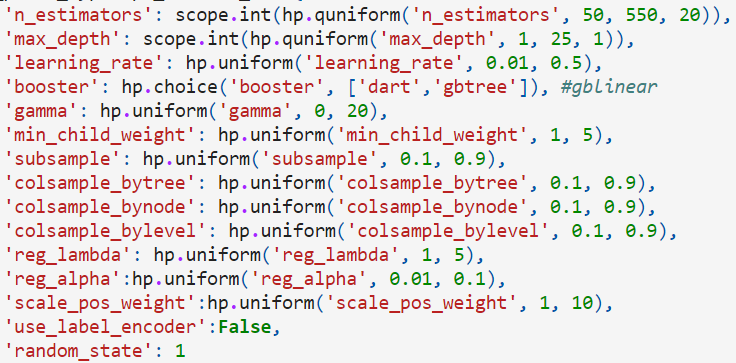 'n_estimators': scope.int(hp.quniform('n_estimators', 50, 550, 20)),
'max_depth': scope.int(hp.quniform('max_depth', 1, 25, 1)),
'learning_rate': hp.uniform('learning_rate', 0.01, 0.5),
'booster': hp.choice('booster', ['dart','gbtree']), #gblinear
'gamma': hp.uniform('gamma', 0, 20),
'min_child_weight': hp.uniform('min_child_weight', 1, 5),
'subsample': hp.uniform('subsample', 0.1, 0.9),
'colsample_bytree': hp.uniform('colsample_bytree', 0.1, 0.9),
'colsample_bynode': hp.uniform('colsample_bynode', 0.1, 0.9),
'colsample_bylevel': hp.uniform('colsample_bylevel', 0.1, 0.9),
'reg_lambda': hp.uniform('reg_lambda', 1, 5),
'reg_alpha':hp.uniform('reg_alpha', 0.01, 0.1),
'scale_pos_weight':hp.uniform('scale_pos_weight', 1, 10),
'use_label_encoder':False,
'random_state': 1